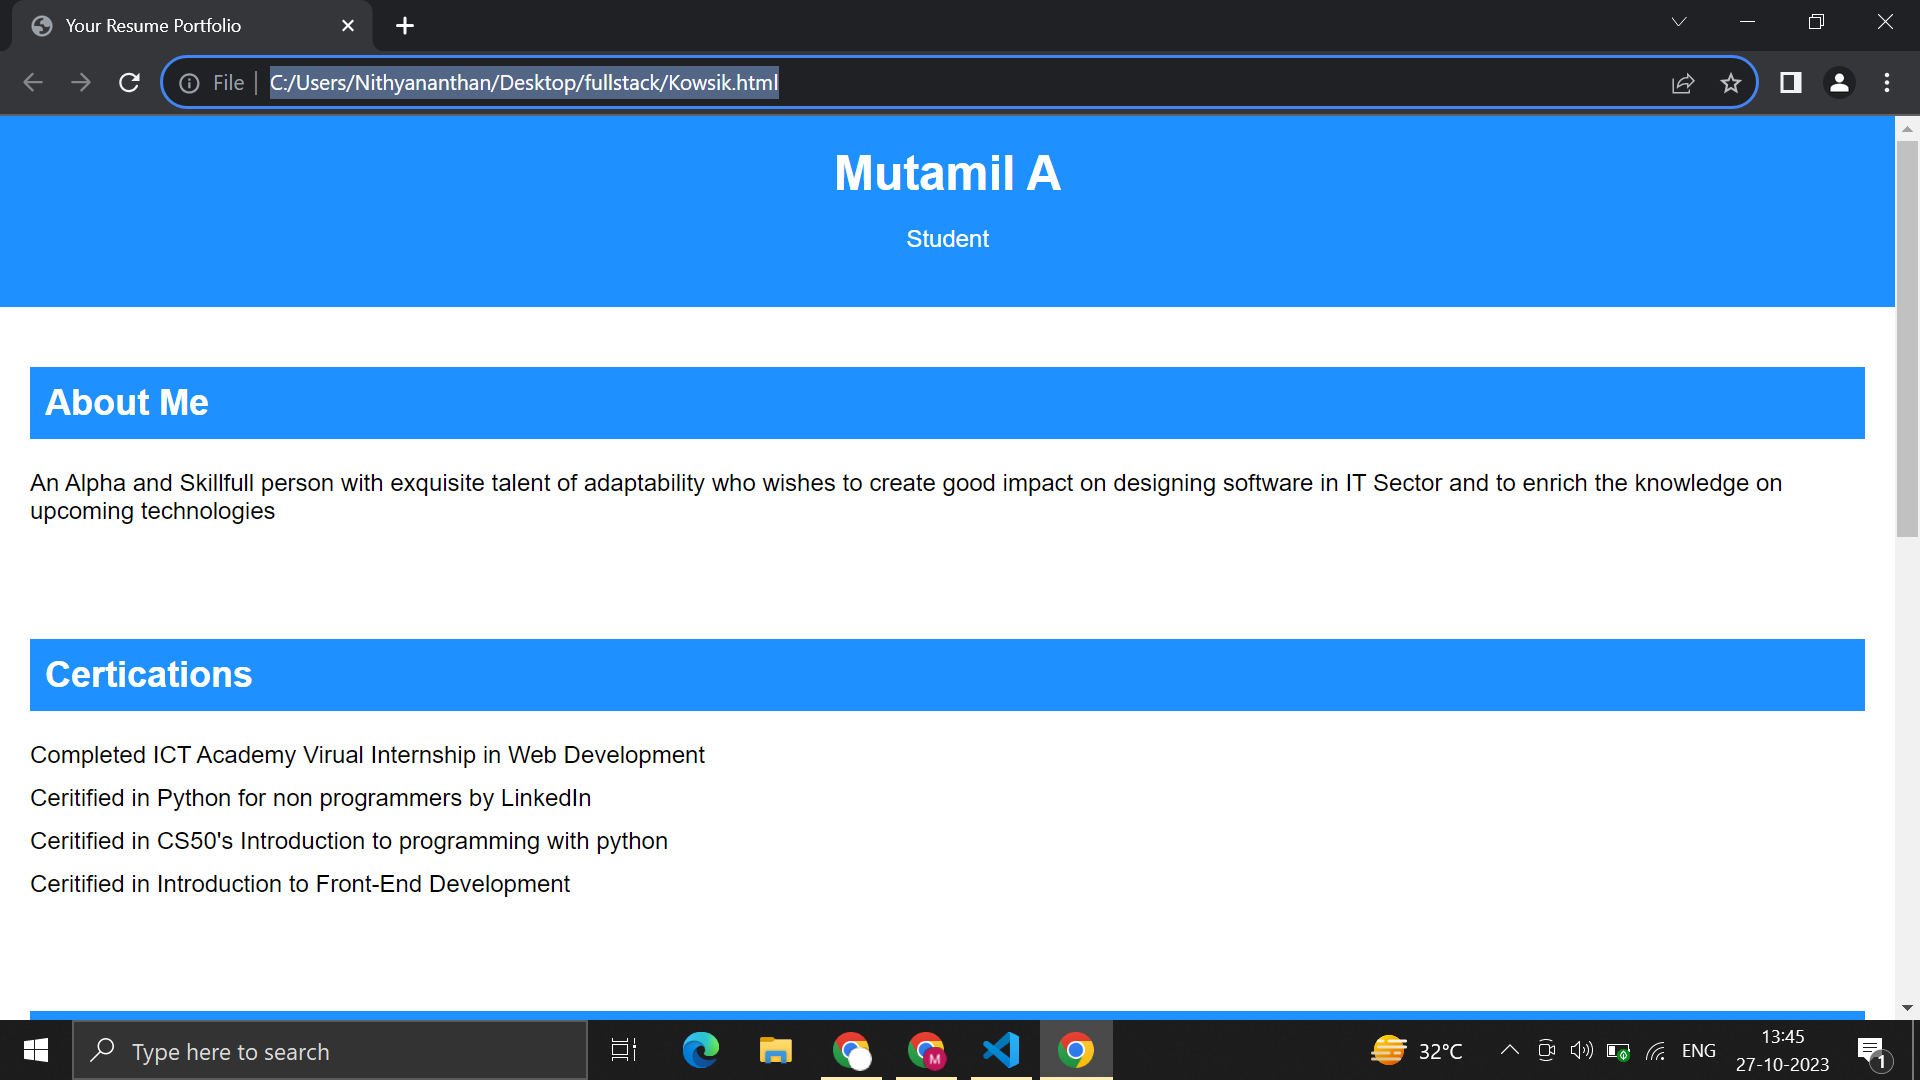 Your Resume Portfolio
File
C:/Users/Nithyananthan/Desktop/fullstack/Kowsik.html
Mutamil A
Student
About Me
An Alpha and Skillfull person with exquisite talent of adaptability who wishes to create good impact on designing software in IT Sector and to enrich the knowledge on
upcoming technologies
Certications
Completed ICT Academy Virual Internship in Web Development
Ceritified in Python for non programmers by LinkedIn
Ceritified in CS50's Introduction to programming with python
Ceritified in Introduction to Front-End Development
Type here to search
M
32°C
ENG
13:45
27-10-2023
1